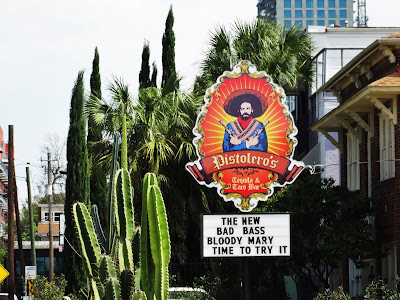 Pistolero's
Tequila &
Taco Bar
THE NEW
BAD BASS
BLOODY MARY
TIME TO TRY IT